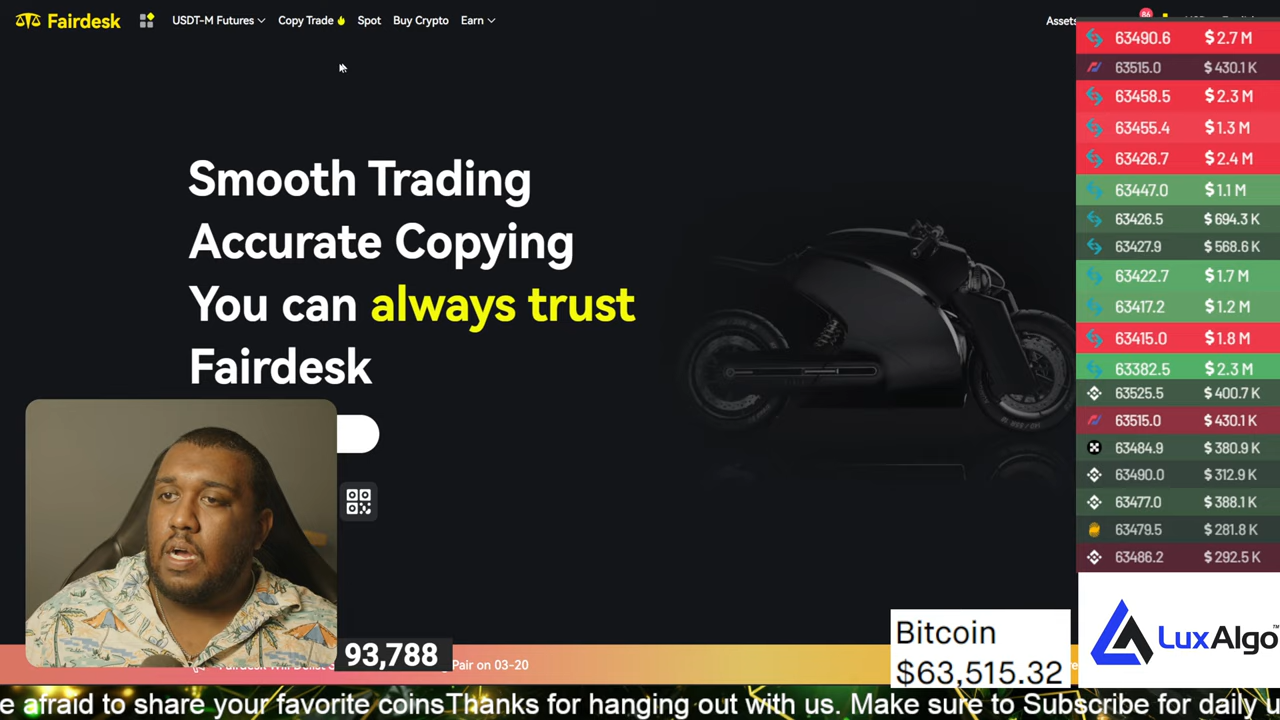 Fairdesk
USDT-M Futures
Copy Trade
Spot
Buy Crypto
Earn
Assets
86
Smooth Trading
Accurate Copying
You can always trust
Fairdesk
63490.6 $2.7 M
63515.0 $430.1 K
63458.5 $2.3 M
63455.4 $1.3 M
63426.7 $2.4 M
63447.0 $1.1 M
63426.5 $694.3 K
63427.9 $568.6 K
63422.7 $1.7 M
63417.2 $1.2 M
63415.0 $1.8 M
63382.5 $2.3 M
63525.5 $400.7 K
63515.0 $430.1 K
63484.9 $380.9 K
63490.0 $312.9 K
63477.0 $388.1 K
63479.5 $281.8 K
63486.2 $292.5 K
LuxAlgo™
Bitcoin
$63,515.32
93,788
Pair on 03-20
e afraid to share your favorite coinsThanks for hanging out with us. Make sure to Subscribe for daily u